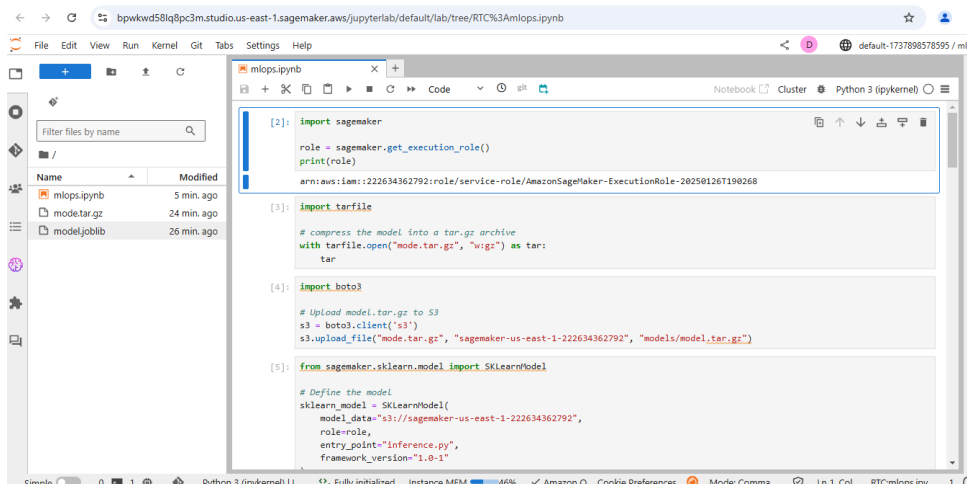 bpwkwd58lq8pc3m.studio.us-east-1.sagemaker.aws/jupyterlab/default/lab/tree/RTC%3Amlops.ipynb
File Edit View Run Kernel Git Tabs Settings Help
D
default-1737898578595 / ml
mlops.ipynb
Code
git
Notebook
Cluster
Python 3 (ipykernel)
Filter files by name
/
Name Modified
mlops.ipynb 5 min. ago
mode.tar.gz 24 min. ago
model.joblib 26 min. ago
[2]: import sagemaker
role = sagemaker.get_execution_role()
print(role)
arn:aws:iam::222634362792:role/service-role/AmazonSageMaker-ExecutionRole-20250126T190268
[3]: import tarfile
# compress the model into a tar.gz archive
with tarfile.open("mode.tar.gz", "w:gz") as tar:
tar
[4]: import boto3
# Upload model.tar.gz to S3
s3 = boto3.client('s3')
s3.upload_file("mode.tar.gz", "sagemaker-us-east-1-222634362792", "models/model.tar.gz")
[5]: from sagemaker.sklearn.model import SKLearnModel
# Define the model
sklearn_model = SKLearnModel(
model_data="s3://sagemaker-us-east-1-222634362792",
role=role,
entry_point="inference.py",
framework_version="1.0-1"
Simple 0 1 Python 3 (ipykernel) | I Fully initialized Instance MEM 46% Amazon Q Cookie Preferences Mode: Comma Ln 1, Col RTC:mlops.ipy 1